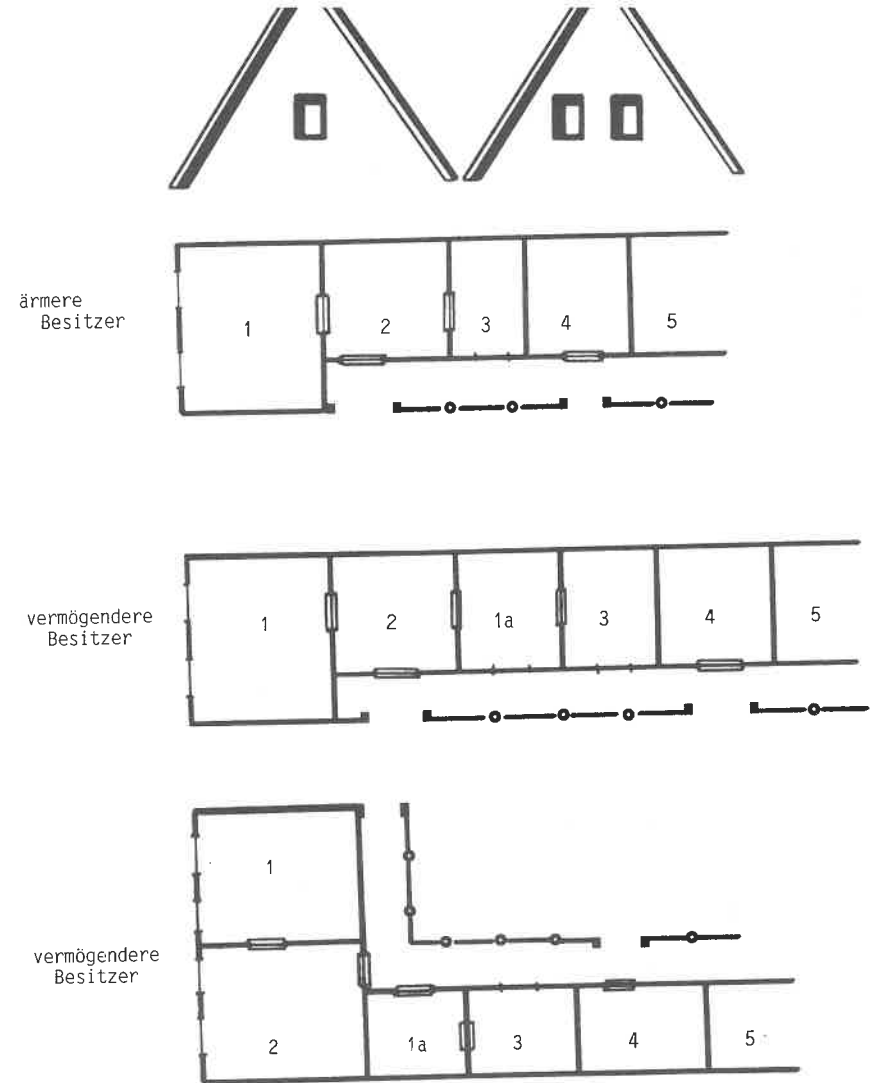 ärmere
Besitzer
1 2 3 4 5
vermögendere
Besitzer
1 2 1a 3 4 5
1
vermögendere
Besitzer
2 1a 3 4 5